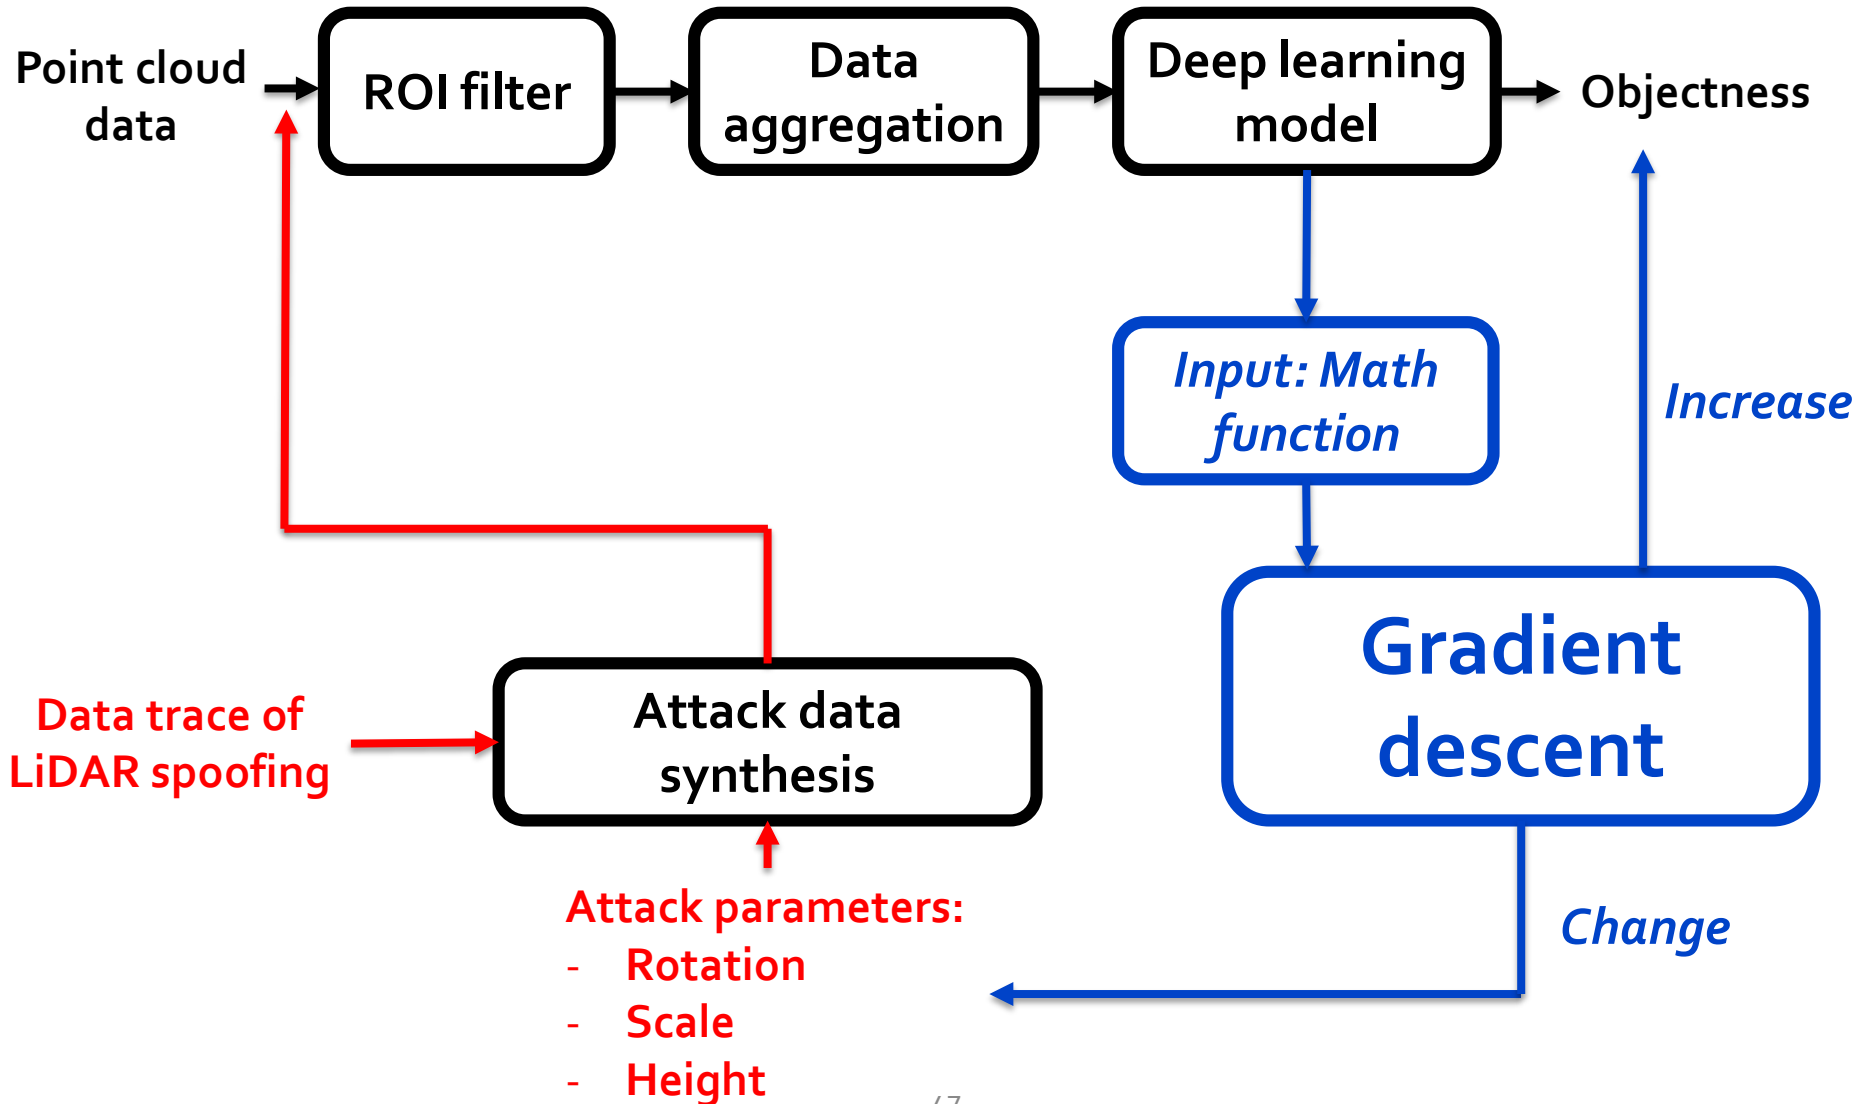 Point cloud
data
ROI filter
Data
aggregation
Deep learning
model
Objectness
Input: Math
function
Increase
Gradient
descent
Data trace of
LiDAR spoofing
Attack data
synthesis
Attack parameters:
- Rotation
- Scale
- Height
Change